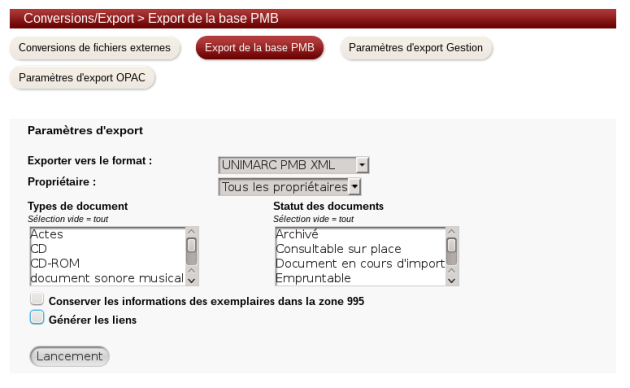 Conversions/Export > Export de la base PMB
Conversions de fichiers externes
Export de la base PMB
Paramètres d'export Gestion
Paramètres d'export OPAC
Paramètres d'export
Exporter vers le format :
UNIMARC PMB XML
Propriétaire :
Tous les propriétaires
Types de document
Sélection vide = tout
Actes
CD
CD-ROM
document sonore musical
Statut des documents
Sélection vide = tout
Archivé
Consultable sur place
Document en cours d'import
Empruntable
Conserver les informations des exemplaires dans la zone 995
Générer les liens
Lancement